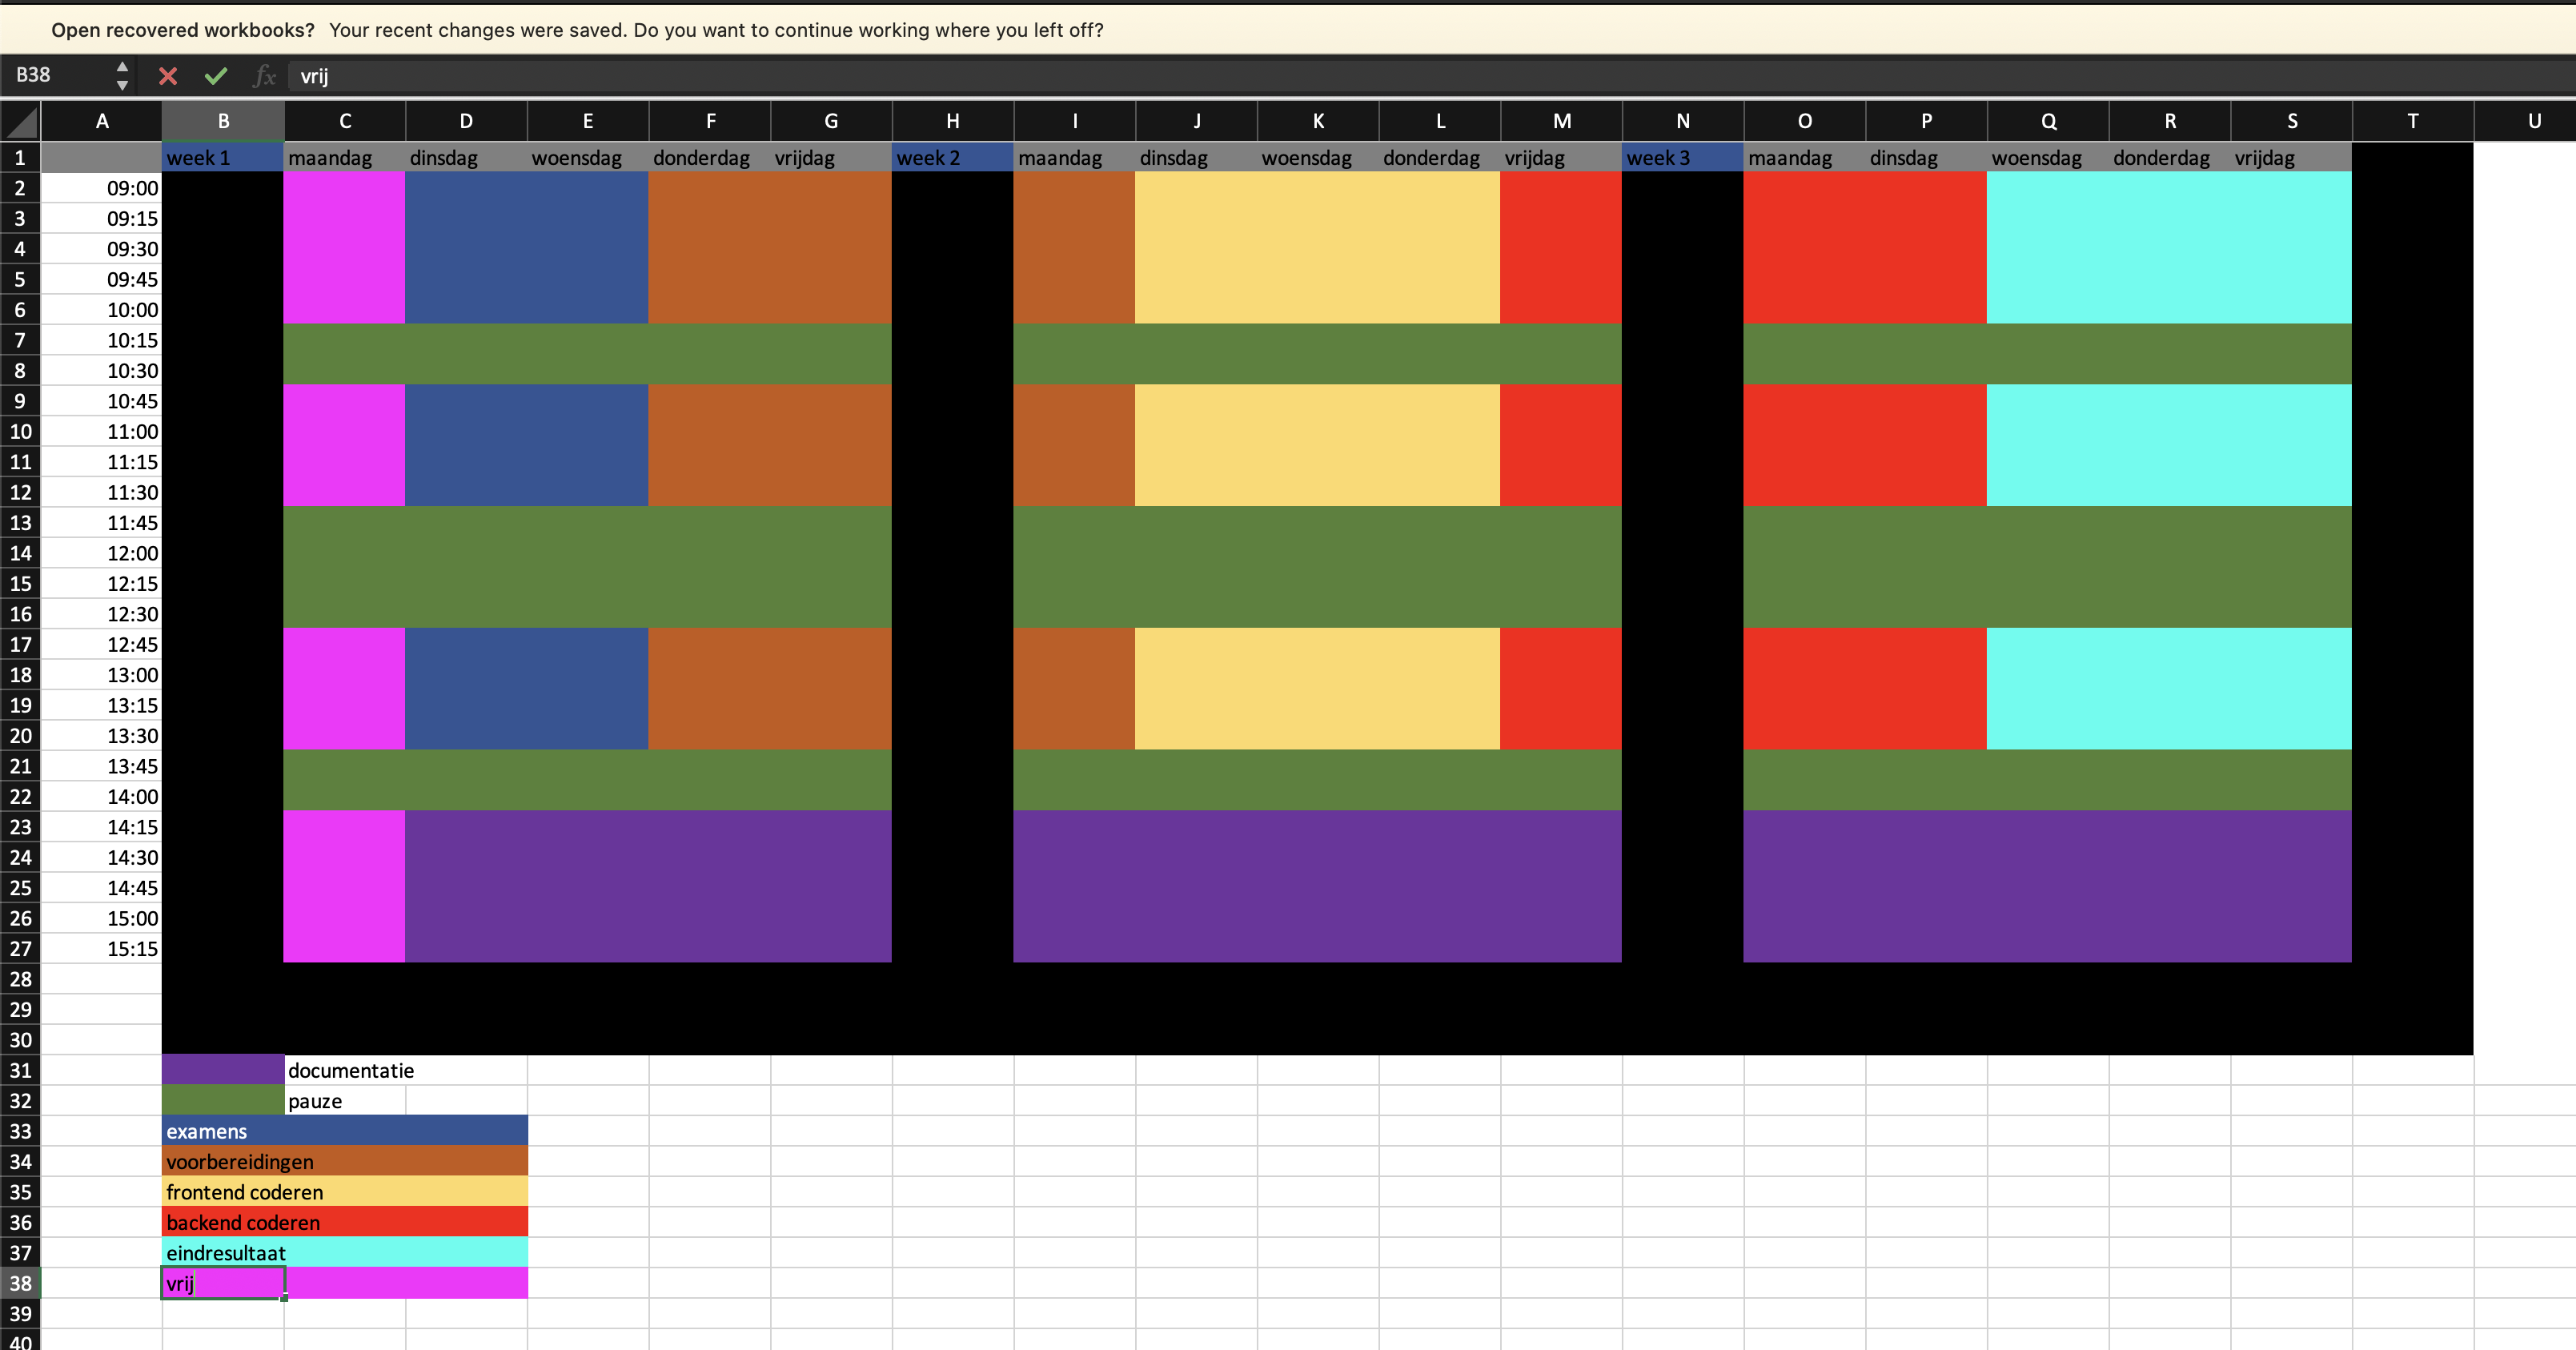 Open recovered workbooks? Your recent changes were saved. Do you want to continue working where you left off?
B38 fx vrij
A B C D E F G H I J K L M N O P Q R S T U
1 week 1 maandag dinsdag woensdag donderdag vrijdag week 2 maandag dinsdag woensdag donderdag vrijdag week 3 maandag dinsdag woensdag donderdag vrijdag
2 09:00
3 09:15
4 09:30
5 09:45
6 10:00
7 10:15
8 10:30
9 10:45
10 11:00
11 11:15
12 11:30
13 11:45
14 12:00
15 12:15
16 12:30
17 12:45
18 13:00
19 13:15
20 13:30
21 13:45
22 14:00
23 14:15
24 14:30
25 14:45
26 15:00
27 15:15
28
29
30
31 documentatie
32 pauze
33 examens
34 voorbereidingen
35 frontend coderen
36 backend coderen
37 eindresultaat
38 vrij
39
40